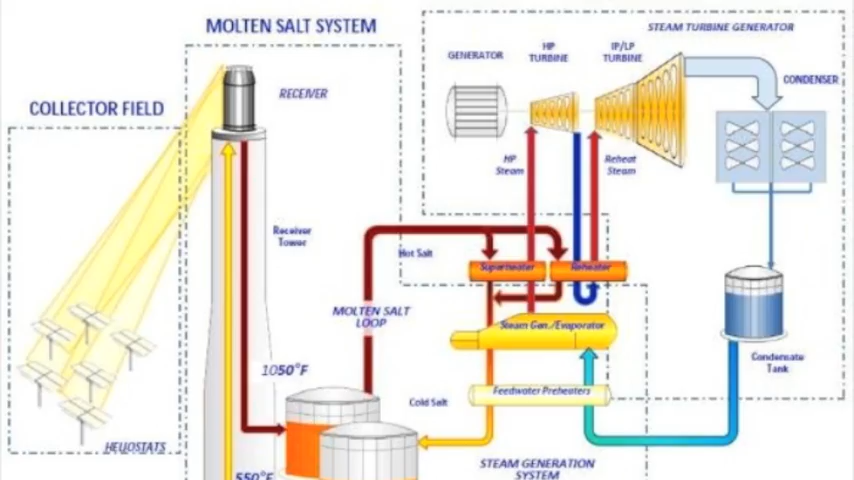 MOLTEN SALT SYSTEM
STEAM TURBINE GENERATOR
GENERATOR
HP
TURBINE
IP/LP
TURBINE
CONDENSER
RECEIVER
COLLECTOR FIELD
HP
Steam
Reheat
Steam
Receiver
Tower
Hot Salt
Superheater
Reheater
MOLTEN SALT
LOOP
Steam Gen./Evaporator
Condensate
Tank
1050°F
Feedwater Preheaters
Cold Salt
HELIOSTATS
STEAM GENERATION
SYSTEM
550°F